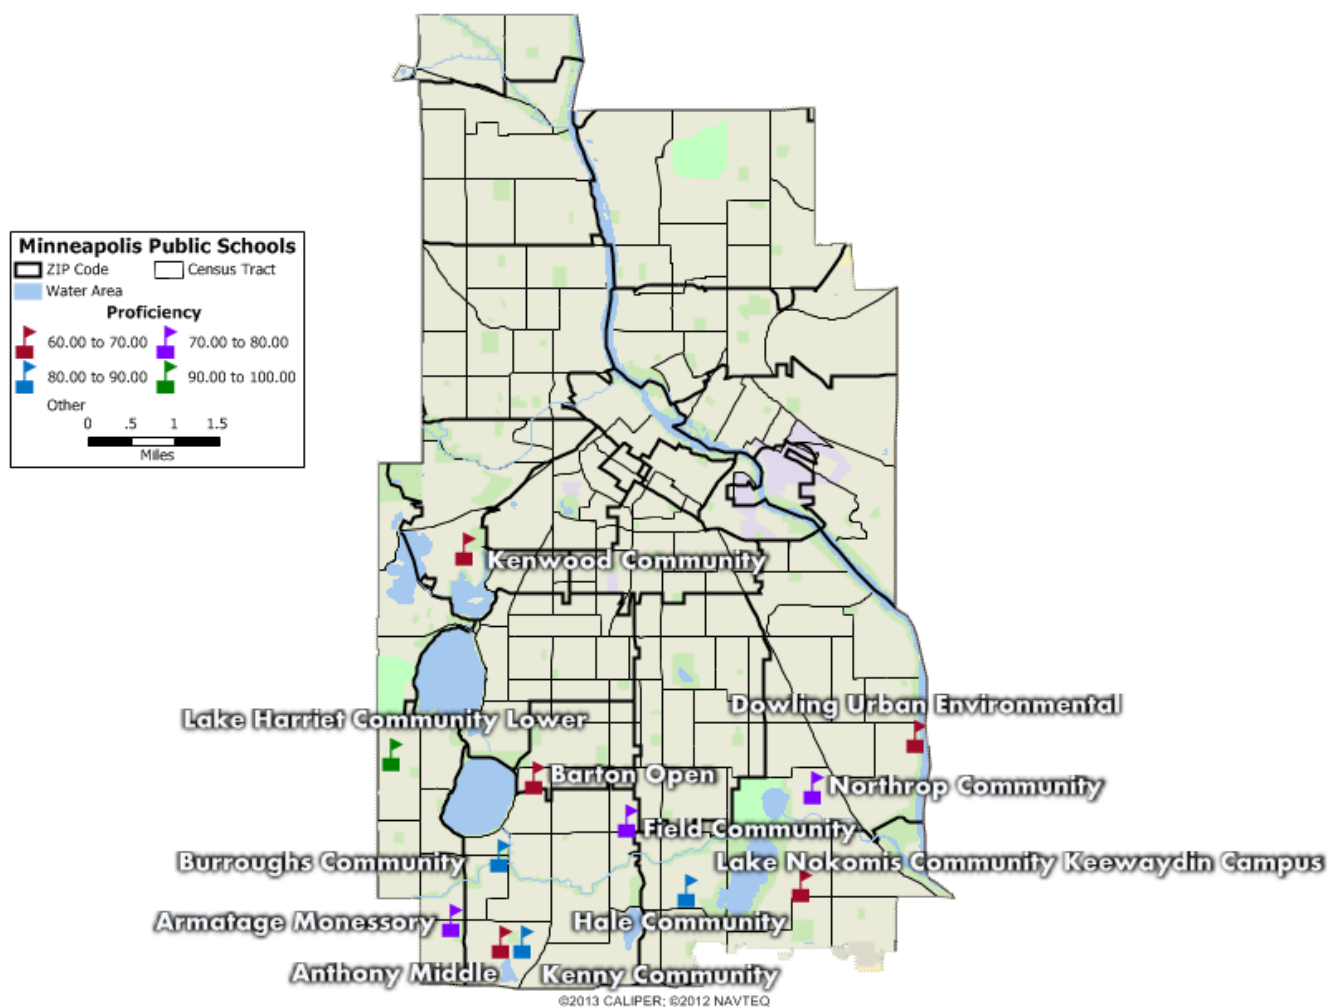 Minneapolis Public Schools
ZIP Code Census Tract
Water Area
Proficiency
60.00 to 70.00 70.00 to 80.00
80.00 to 90.00 90.00 to 100.00
Other
0 .5 1 1.5
Miles
Kenwood Community
Dowling Urban Environmental
Lake Harriet Community Lower
Barton Open
Northrop Community
Field Community
Burroughs Community
Lake Nokomis Community Keewaydin Campus
Armatage Monessory
Hale Community
Anthony Middle
Kenny Community
©2013 CALIPER; ©2012 NAVTEQ